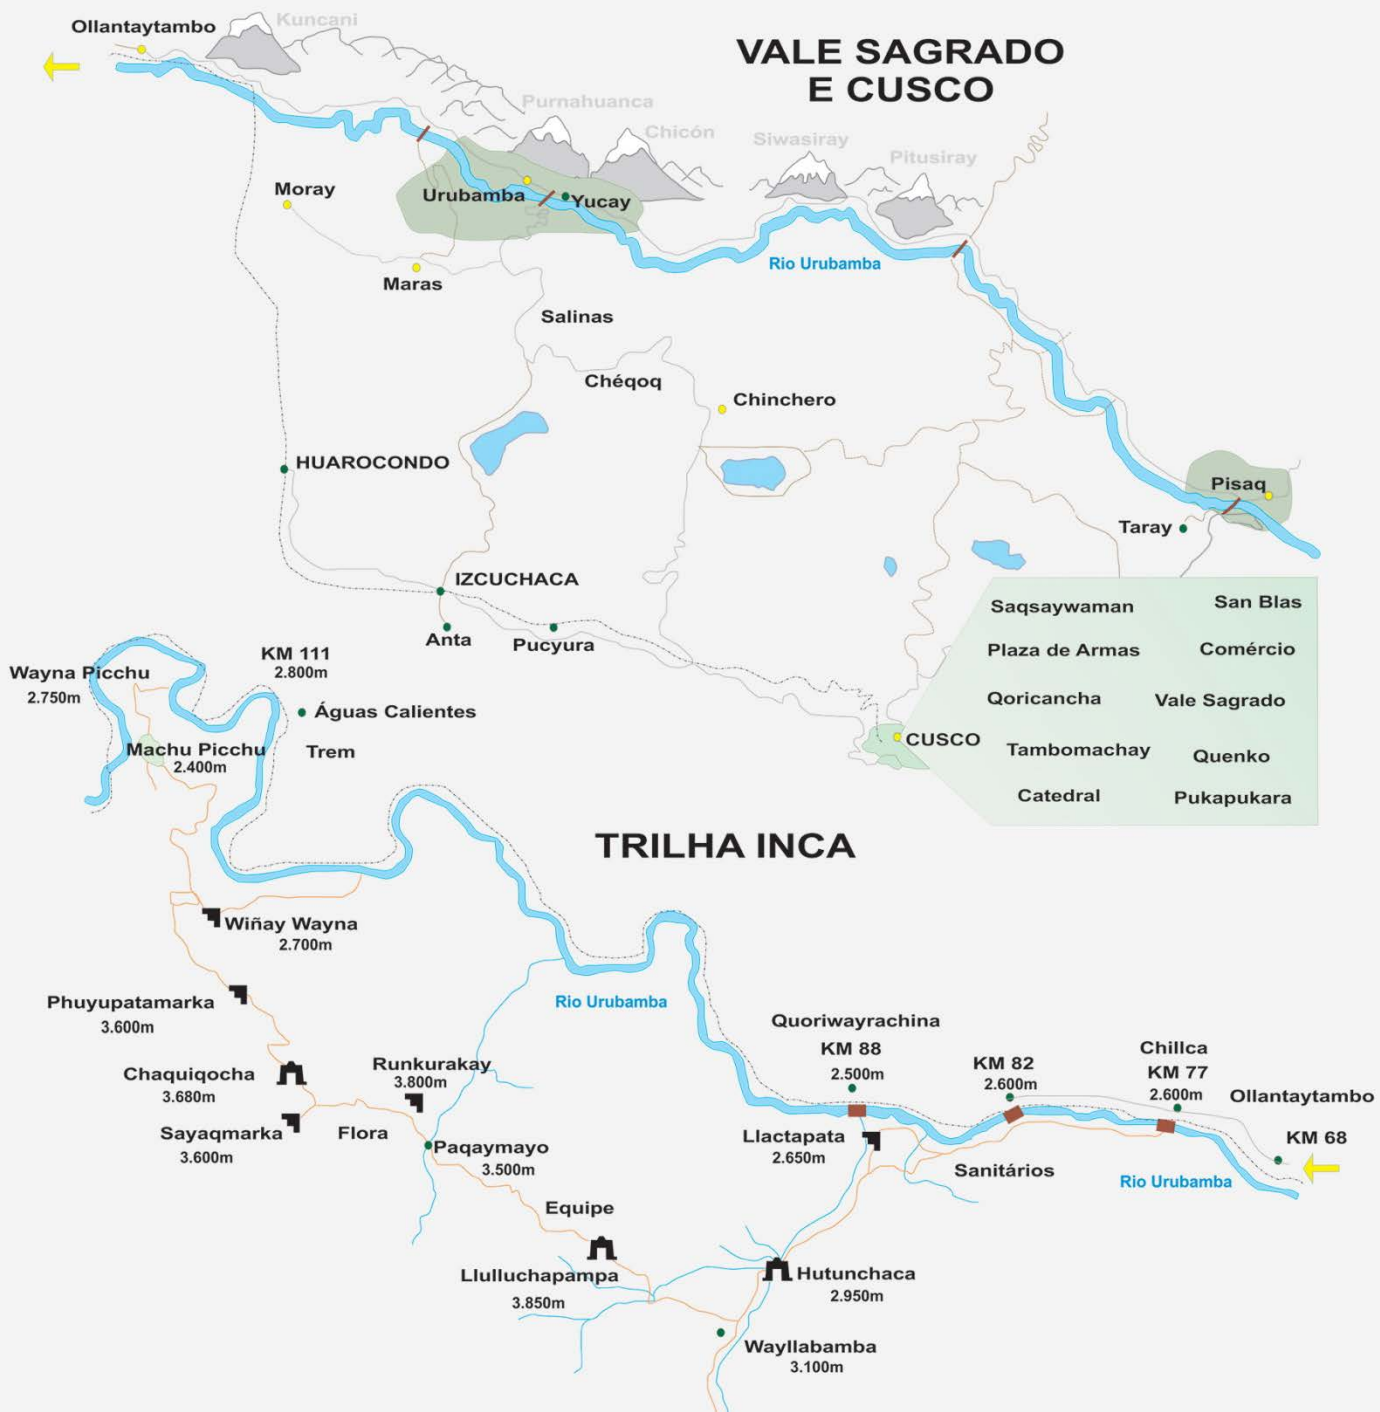 Ollantaytambo
Kuncani
VALE SAGRADO
E CUSCO
Purnahuanca
Chicón
Siwasiray
Pitusiray
Moray
Urubamba
Yucay
Rio Urubamba
Maras
Salinas
Chéqoq
Chinchero
HUAROCONDO
Pisaq
Taray
IZCUCHACA
Anta
Pucyura
Saqsaywaman
San Blas
Plaza de Armas
Comércio
Qoricancha
Vale Sagrado
CUSCO
Tambomachay
Quenko
Catedral
Pukapukara
KM 111
2.800m
Wayna Picchu
2.750m
Águas Calientes
Machu Picchu
2.400m
Trem
TRILHA INCA
Wiñay Wayna
2.700m
Phuyupatamarka
3.600m
Rio Urubamba
Quoriwayrachina
KM 88
2.500m
KM 82
2.600m
Chillca
KM 77
2.600m
Ollantaytambo
KM 68
Chaquiqocha
3.680m
Runkurakay
3.800m
Sayaqmarka
3.600m
Flora
Paqaymayo
3.500m
Llactapata
2.650m
Sanitários
Rio Urubamba
Equipe
Llulluchapampa
3.850m
Hutunchaca
2.950m
Wayllabamba
3.100m